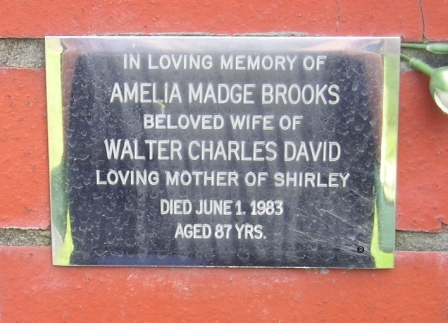 IN LOVING MEMORY OF
AMELIA MADGE BROOKS
BELOVED WIFE OF
WALTER CHARLES DAVID
LOVING MOTHER OF SHIRLEY
DIED JUNE 1, 1983
AGED 87 YRS.